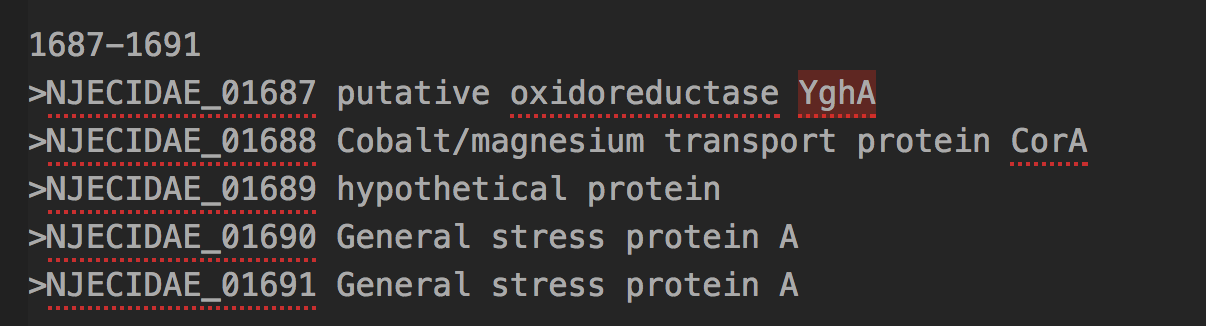 1687-1691
>NJECIDAE_01687 putative oxidoreductase YghA
>NJECIDAE_01688 Cobalt/magnesium transport protein CorA
>NJECIDAE_01689 hypothetical protein
>NJECIDAE_01690 General stress protein A
>NJECIDAE_01691 General stress protein A